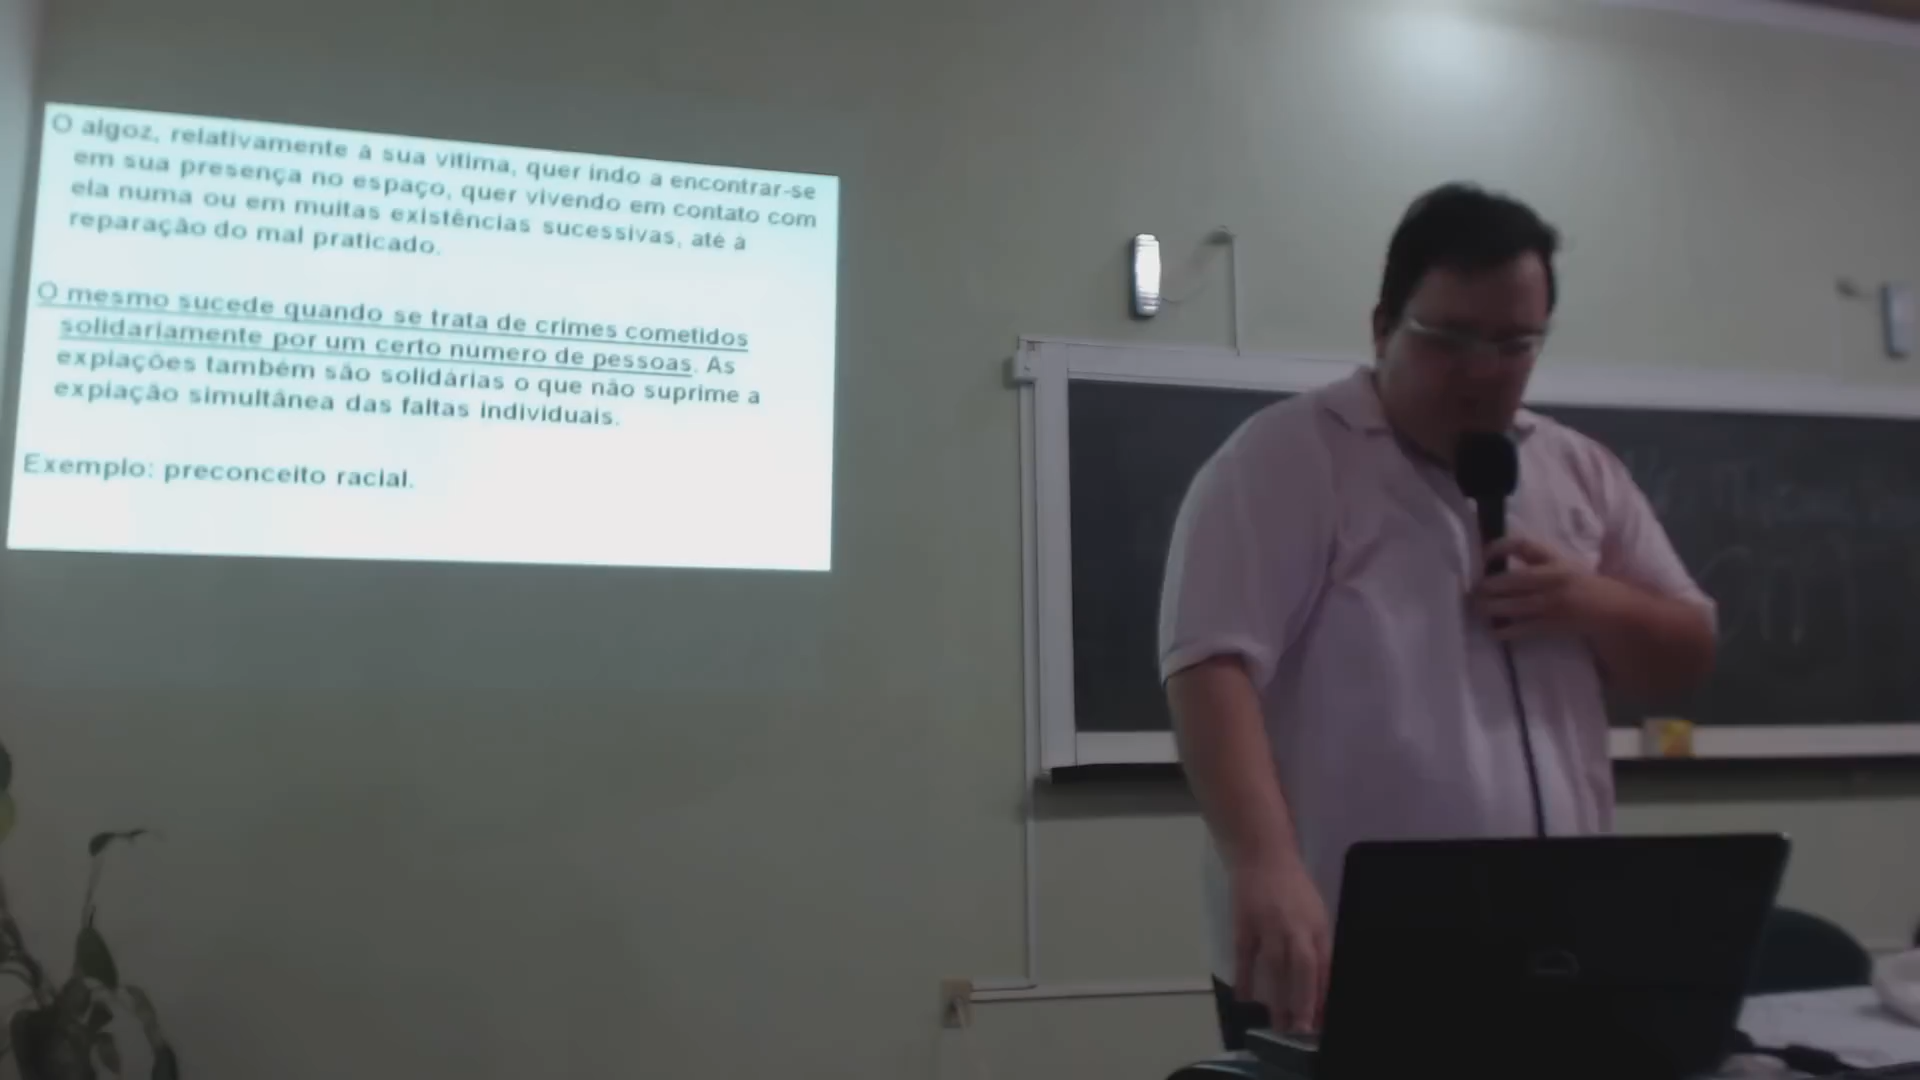 O algoz, relativamente à sua vitima, quer indo a encontrar-se
em sua presença no espaço, quer vivendo em contato com
ela numa ou em muitas existências sucessivas, até à
reparação do mal praticado.
O mesmo sucede quando se trata de crimes cometidos
solidariamente por um certo numero de pessoas. As
expiações também são solidárias o que não suprime a
expiação simultânea das faltas individuais.
Exemplo: preconceito racial.